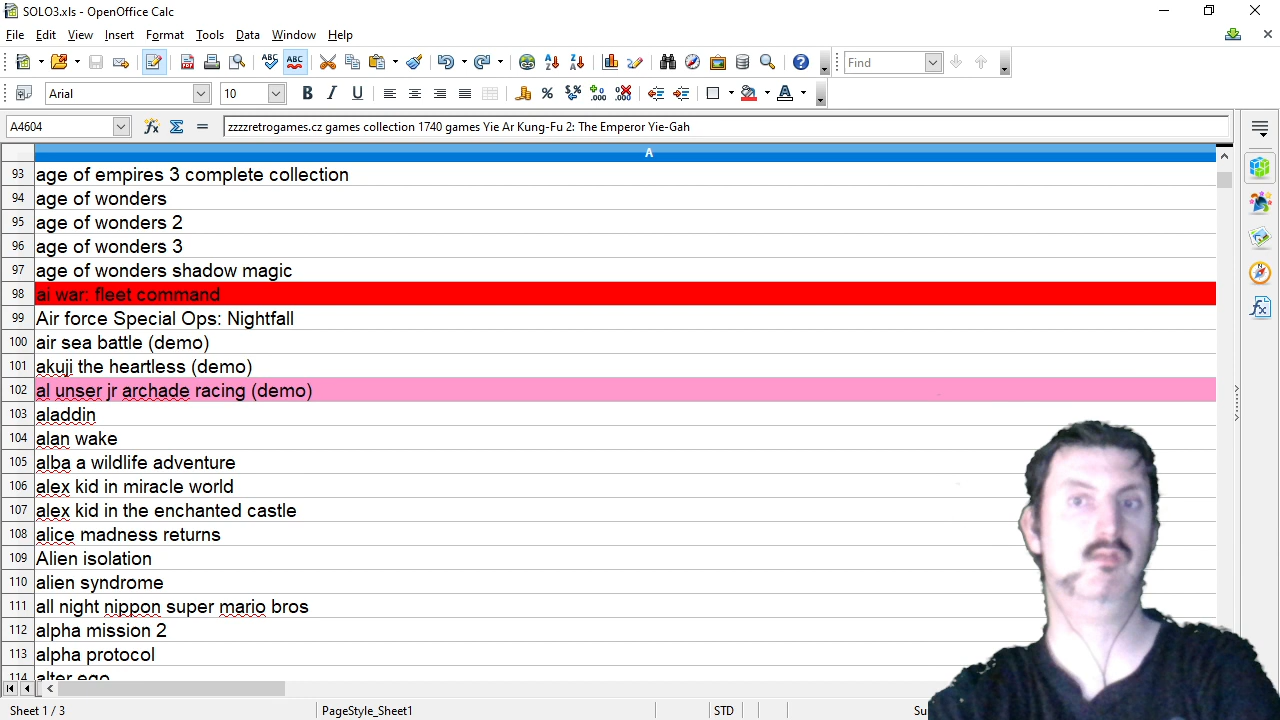 SOLO3.xls - OpenOffice Calc
File Edit View Insert Format Tools Data Window Help
Find
Arial 10
A4604 zzzzretrogames.cz games collection 1740 games Yie Ar Kung-Fu 2: The Emperor Yie-Gah
A
93 age of empires 3 complete collection
94 age of wonders
95 age of wonders 2
96 age of wonders 3
97 age of wonders shadow magic
98 ai war: fleet command
99 Air force Special Ops: Nightfall
100 air sea battle (demo)
101 akuji the heartless (demo)
102 al unser jr archade racing (demo)
103 aladdin
104 alan wake
105 alba a wildlife adventure
106 alex kid in miracle world
107 alex kid in the enchanted castle
108 alice madness returns
109 Alien isolation
110 alien syndrome
111 all night nippon super mario bros
112 alpha mission 2
113 alpha protocol
114 alter ego
Sheet 1 / 3 PageStyle_Sheet1 STD Su